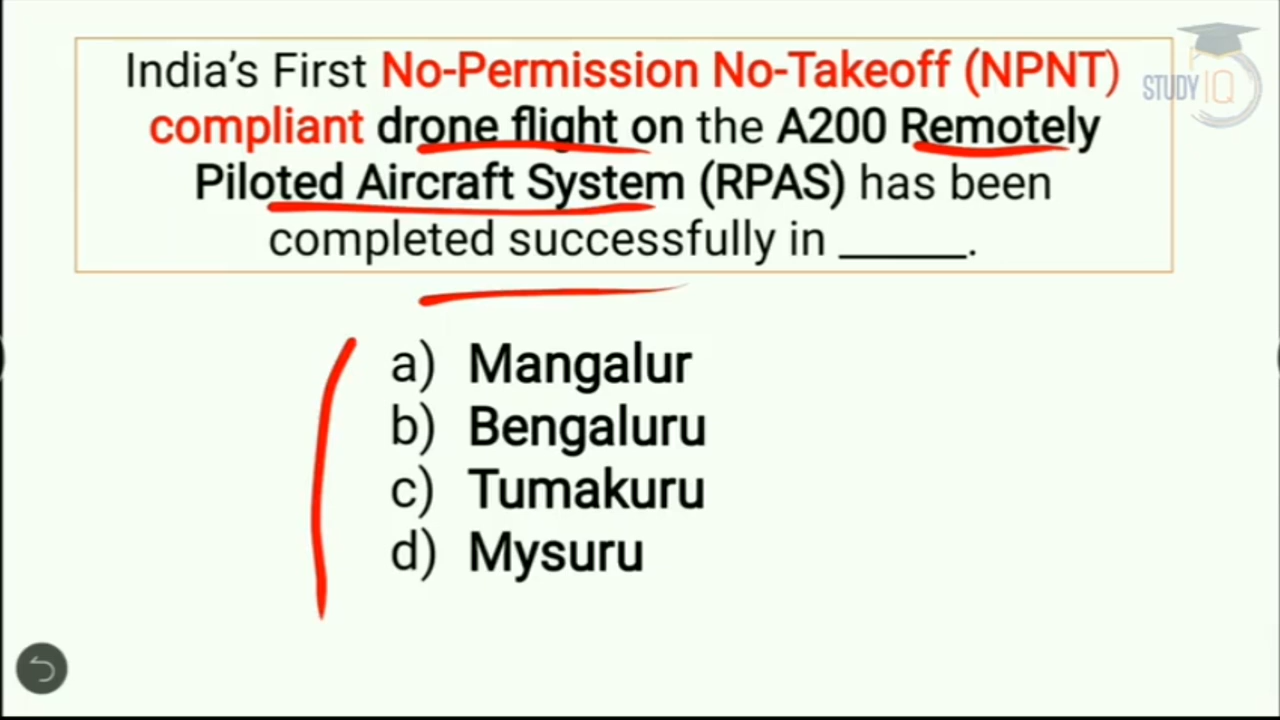 India's First No-Permission No-Takeoff (NPNT)
compliant drone flight on the A200 Remotely
Piloted Aircraft System (RPAS) has been
completed successfully in ______.
STUDY IQ
a) Mangalur
b) Bengaluru
c) Tumakuru
d) Mysuru